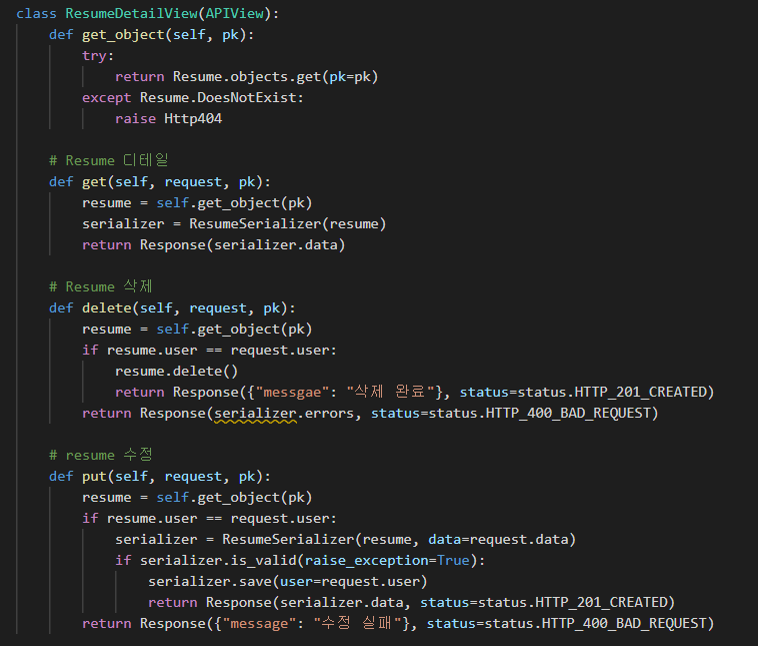 class ResumeDetailView(APIView):
    def get_object(self, pk):
        try:
            return Resume.objects.get(pk=pk)
        except Resume.DoesNotExist:
            raise Http404

    # Resume 디테일
    def get(self, request, pk):
        resume = self.get_object(pk)
        serializer = ResumeSerializer(resume)
        return Response(serializer.data)

    # Resume 삭제
    def delete(self, request, pk):
        resume = self.get_object(pk)
        if resume.user == request.user:
            resume.delete()
            return Response({"messgae": "삭제 완료"}, status=status.HTTP_201_CREATED)
        return Response(serializer.errors, status=status.HTTP_400_BAD_REQUEST)

    # resume 수정
    def put(self, request, pk):
        resume = self.get_object(pk)
        if resume.user == request.user:
            serializer = ResumeSerializer(resume, data=request.data)
            if serializer.is_valid(raise_exception=True):
                serializer.save(user=request.user)
                return Response(serializer.data, status=status.HTTP_201_CREATED)
        return Response({"message": "수정 실패"}, status=status.HTTP_400_BAD_REQUEST)